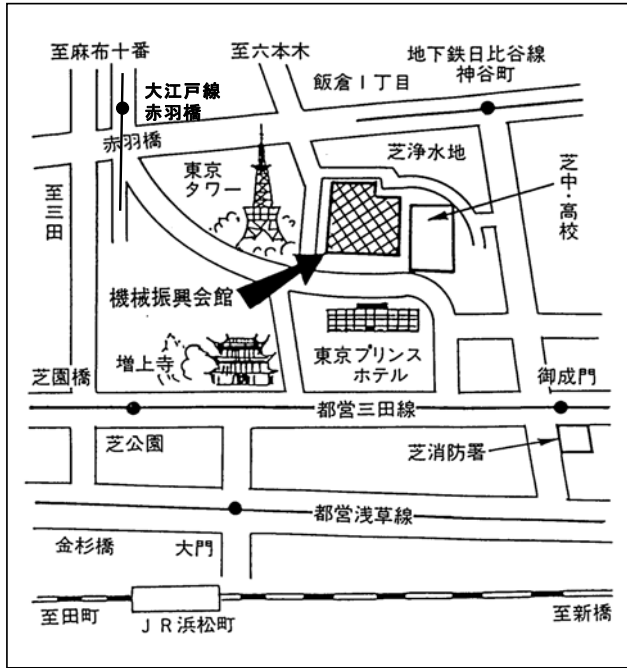 至麻布十番
至六本木
地下鉄日比谷線
神谷町
飯倉1丁目
大江戸線
赤羽橋
赤羽橋
芝浄水地
東京
タワー
至三田
芝中・高校
機械振興会館
増上寺
東京プリンス
ホテル
芝園橋
御成門
都営三田線
芝公園
芝消防署
都営浅草線
金杉橋
大門
至田町
JR浜松町
至新橋